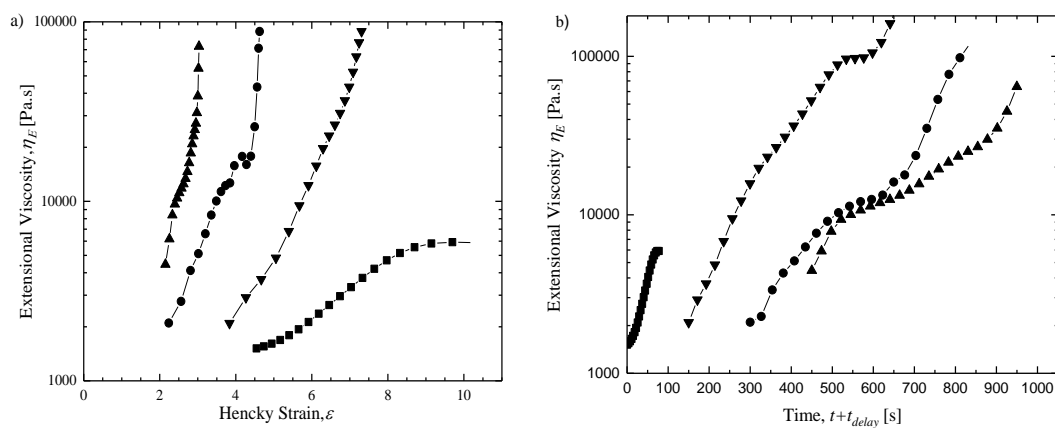 a)
100000
10000
1000
Extensional Viscosity, η_E [Pa.s]
0 2 4 6 8 10
Hencky Strain, ε
b)
100000
10000
1000
Extensional Viscosity η_E [Pa.s]
0 100 200 300 400 500 600 700 800 900 1000
Time, t+t_delay [s]